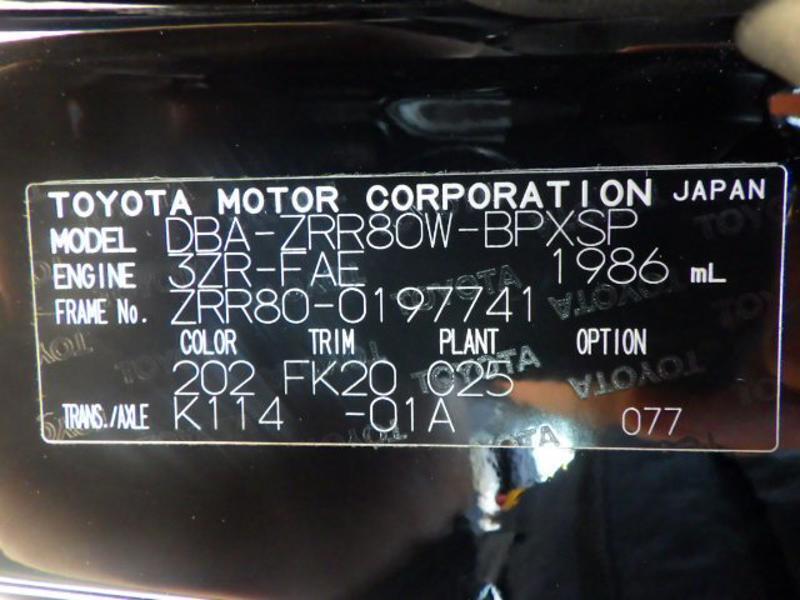 TOYOTA MOTOR CORPORATION JAPAN
MODEL DBA-ZRR80W-BPXSP
ENGINE 3ZR-FAE 1986 mL
FRAME No. ZRR80-0197741
COLOR TRIM PLANT OPTION
202 FK20 C25
TRANS./AXLE K114 -01A 077